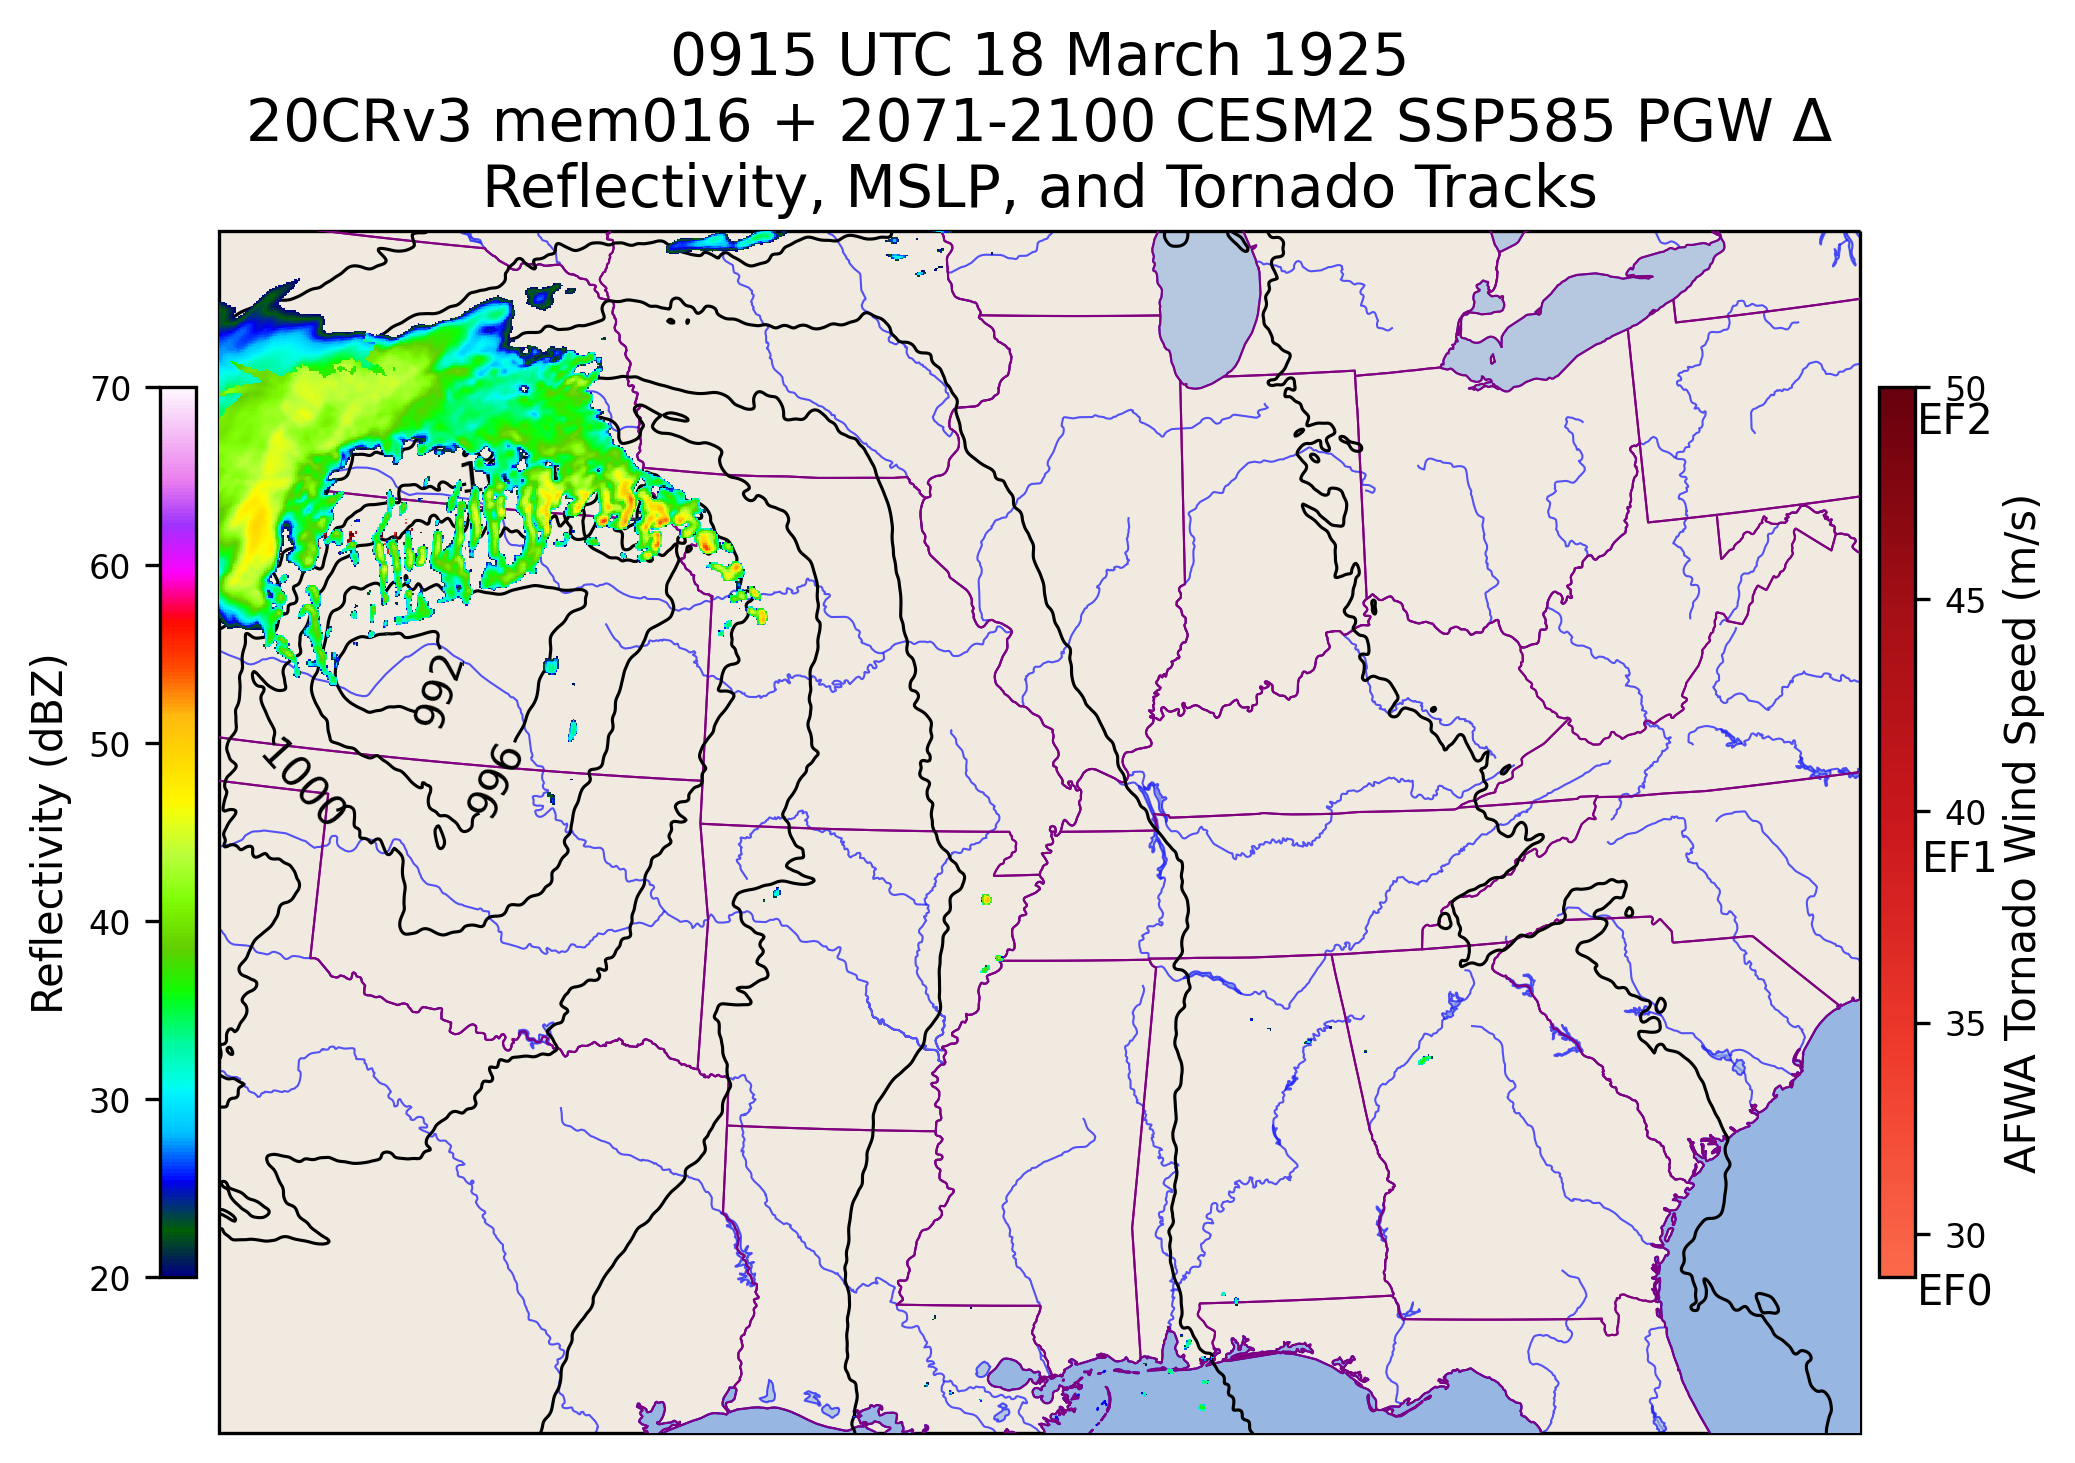 0915 UTC 18 March 1925
20CRv3 mem016 + 2071-2100 CESM2 SSP585 PGW Δ
Reflectivity, MSLP, and Tornado Tracks
Reflectivity (dBZ)
70
60
50
40
30
20
992
996
1000
50
EF2
45
40
EF1
35
30
EF0
AFWA Tornado Wind Speed (m/s)